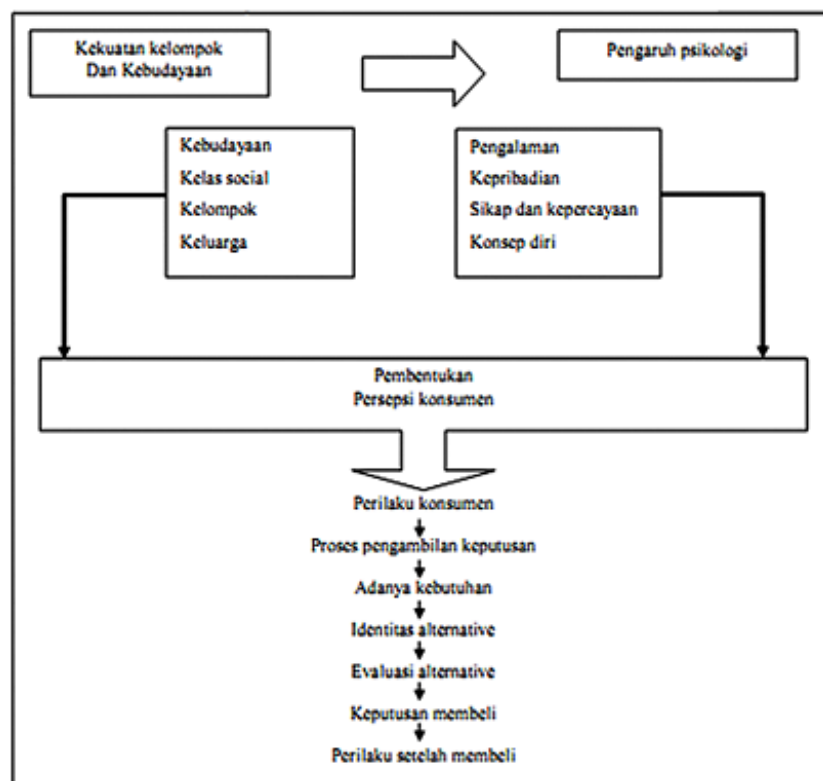 Kekuatan kelompok
Dan Kebudayaan
Pengaruh psikologi
Kebudayaan
Kelas social
Kelompok
Keluarga
Pengalaman
Kepribadian
Sikap dan kepercayaan
Konsep diri
Pembentukan
Persepsi konsumen
Perilaku konsumen
Proses pengambilan keputusan
Adanya kebutuhan
Identitas alternative
Evaluasi alternative
Keputusan membeli
Perilaku setelah membeli